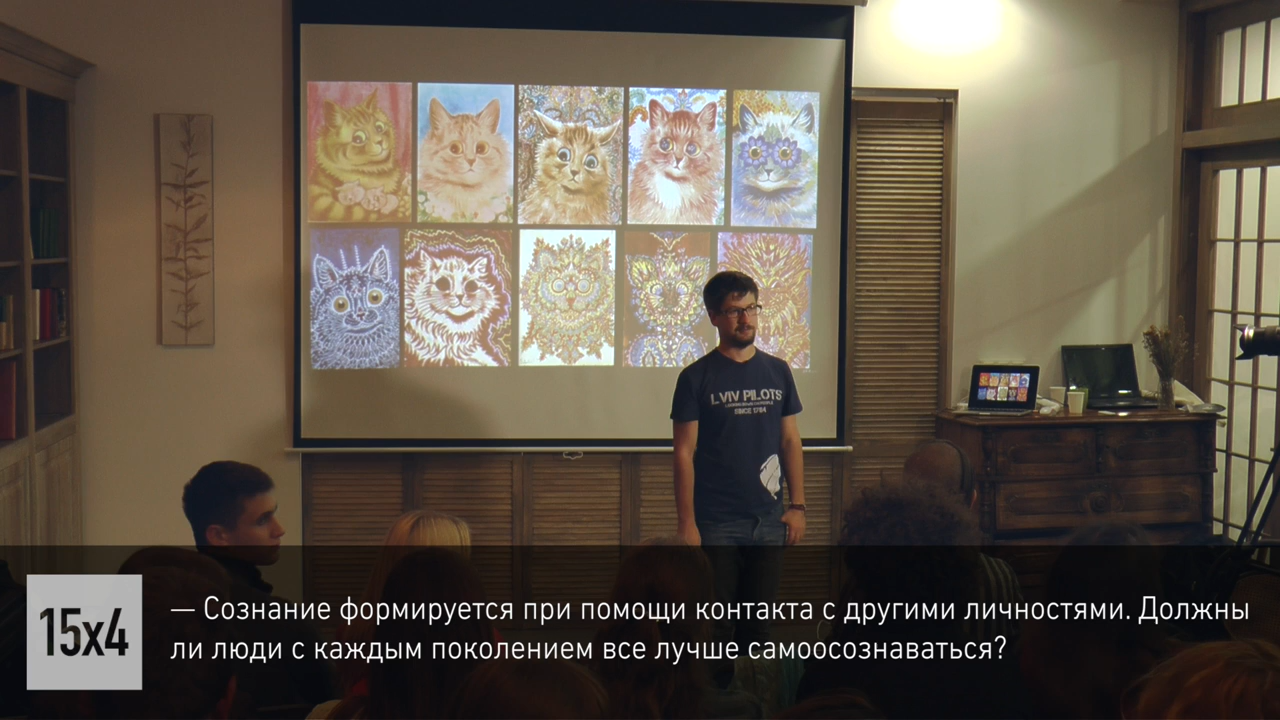 LVIV PILOTS
SINCE 1784
15x4
— Сознание формируется при помощи контакта с другими личностями. Должны
ли люди с каждым поколением все лучше самоосознаваться?